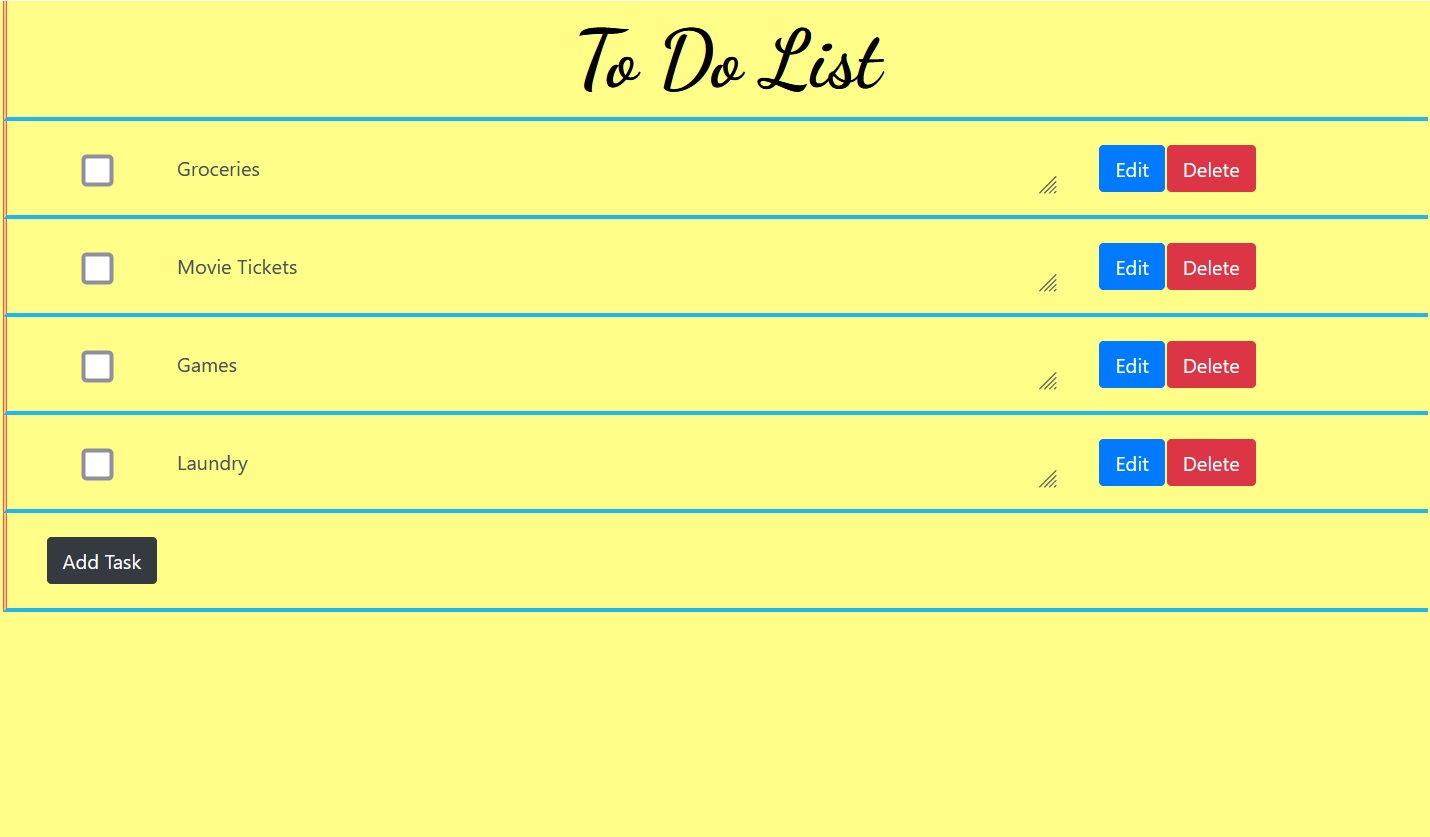 To Do List
Groceries Edit Delete
Movie Tickets Edit Delete
Games Edit Delete
Laundry Edit Delete
Add Task